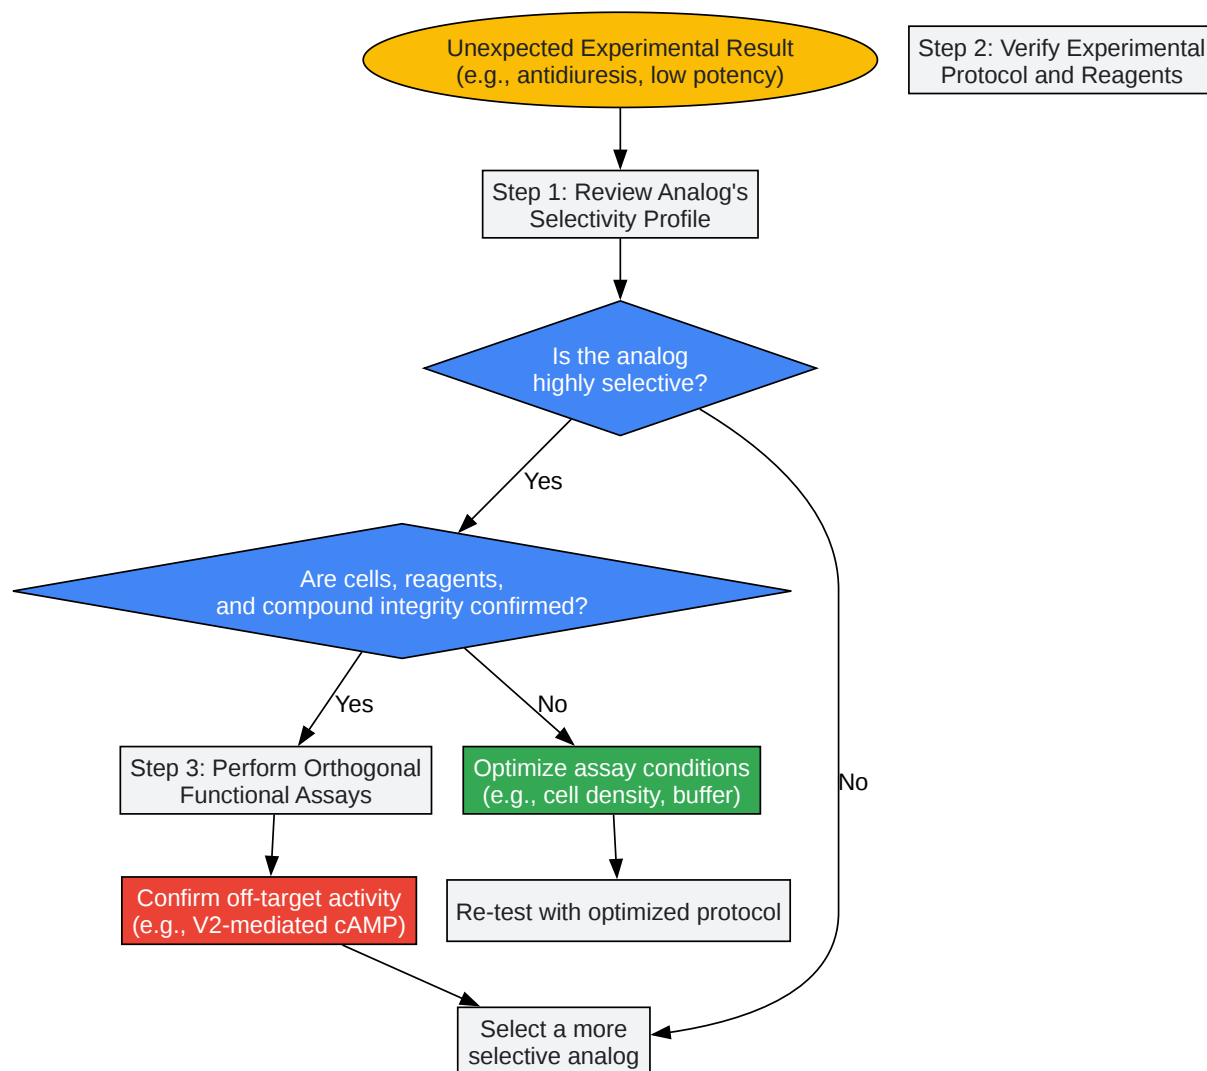 Unexpected Experimental Result
(e.g., antidiuresis, low potency)
Step 2: Verify Experimental
Protocol and Reagents
Step 1: Review Analog's
Selectivity Profile
Is the analog
highly selective?
Yes
Are cells, reagents,
and compound integrity confirmed?
Yes
No
Step 3: Perform Orthogonal
Functional Assays
Optimize assay conditions
(e.g., cell density, buffer)
No
Confirm off-target activity
(e.g., V2-mediated cAMP)
Re-test with optimized protocol
Select a more
selective analog